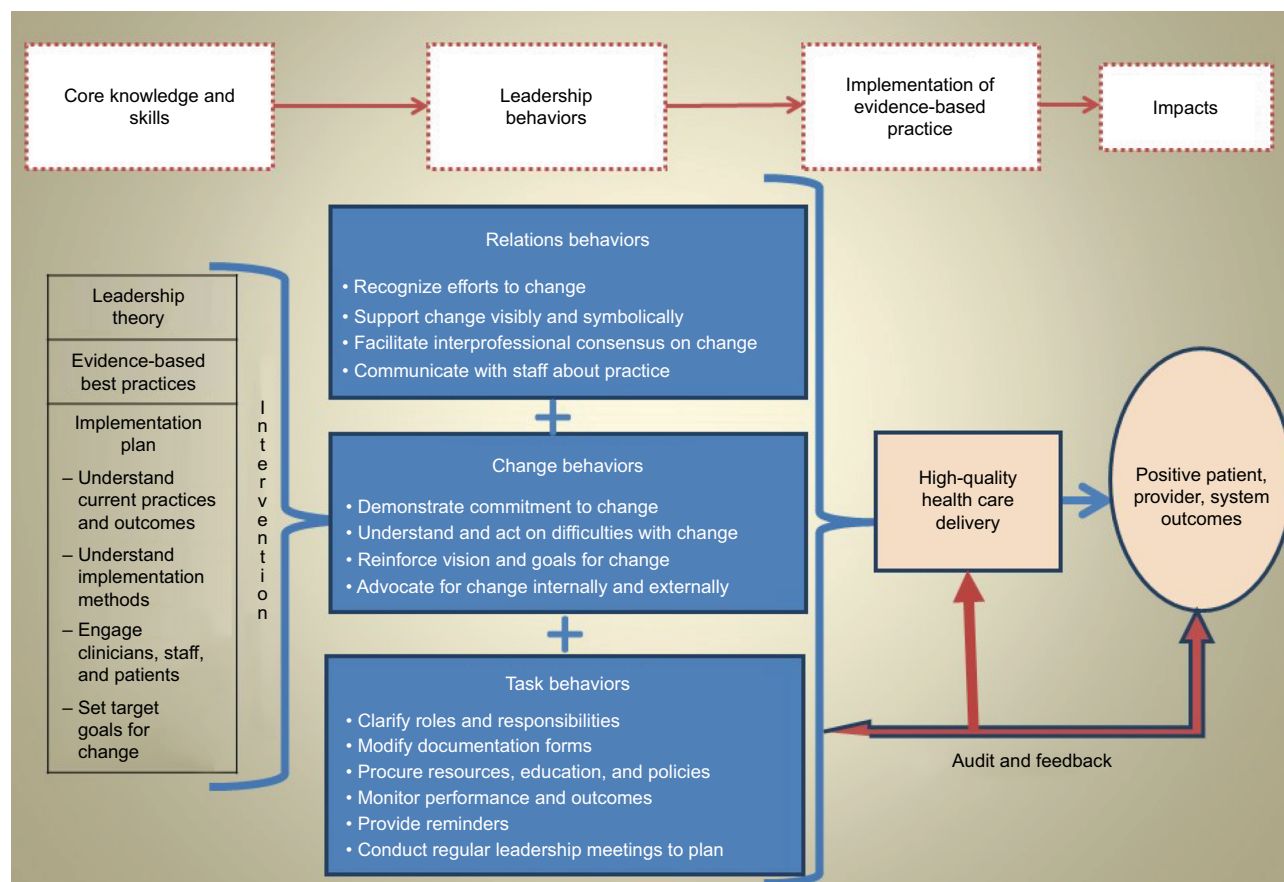 Core knowledge and
skills
Leadership
behaviors
Implementation of
evidence-based
practice
Impacts
Leadership
theory
Evidence-based
best practices
Implementation
plan
– Understand
current practices
and outcomes
– Understand
implementation
methods
– Engage
clinicians, staff,
and patients
– Set target
goals for
change
Intervention
Relations behaviors
• Recognize efforts to change
• Support change visibly and symbolically
• Facilitate interprofessional consensus on change
• Communicate with staff about practice
+
Change behaviors
• Demonstrate commitment to change
• Understand and act on difficulties with change
• Reinforce vision and goals for change
• Advocate for change internally and externally
+
Task behaviors
• Clarify roles and responsibilities
• Modify documentation forms
• Procure resources, education, and policies
• Monitor performance and outcomes
• Provide reminders
• Conduct regular leadership meetings to plan
High-quality
health care
delivery
Positive patient,
provider, system
outcomes
Audit and feedback